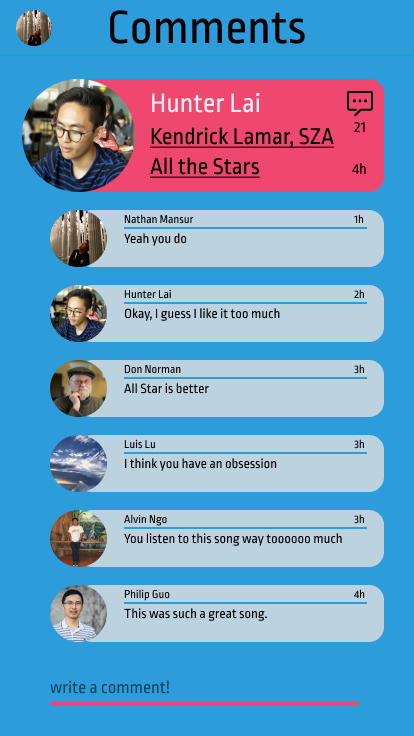 Comments
Hunter Lai
Kendrick Lamar, SZA
21
All the Stars
4h
Nathan Mansur 1h
Yeah you do
Hunter Lai 2h
Okay, I guess I like it too much
Don Norman 3h
All Star is better
Luis Lu 3h
I think you have an obsession
Alvin Ngo 3h
You listen to this song way toooooo much
Philip Guo 4h
This was such a great song.
write a comment!